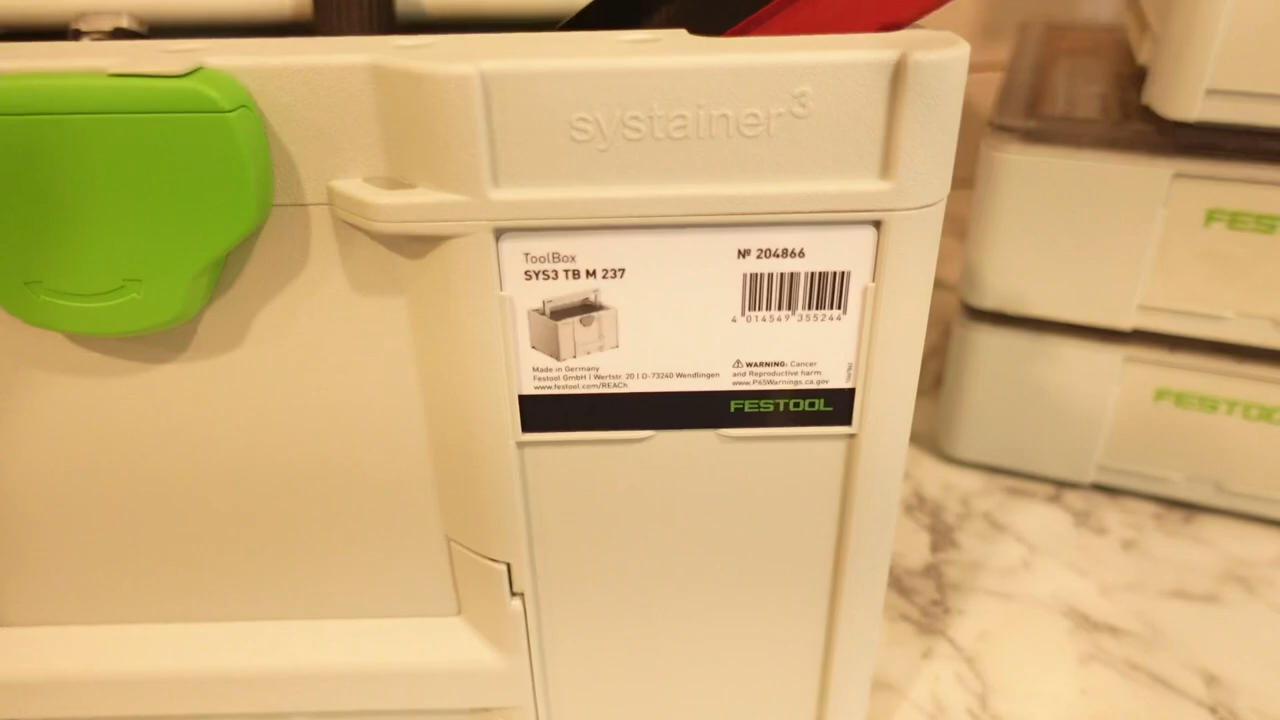 systainer³
ToolBox
SYS3 TB M 237
Nº 204866
4 014549 355244
Made in Germany
Festool GmbH | Wertstr. 20 | D-73240 Wendlingen
www.festool.com/REACh
⚠ WARNING: Cancer
and Reproductive harm
www.P65Warnings.ca.gov
FESTOOL
FES
FESTOOL